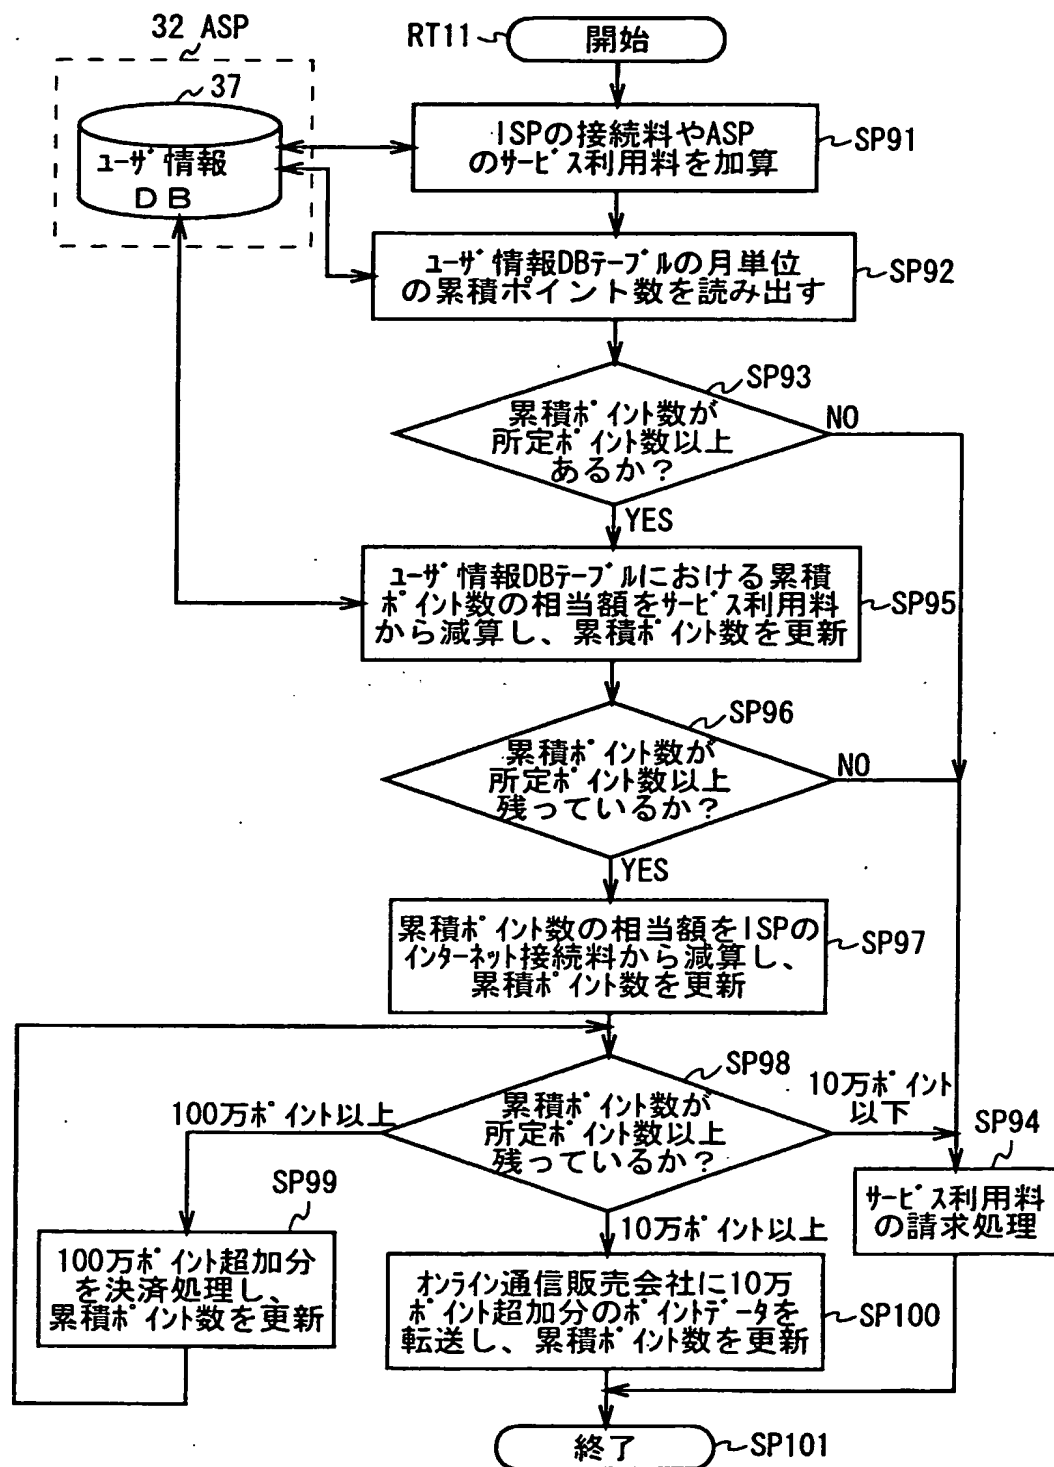 32 ASP
37
ユーザ情報
DB
RT11
開始
ISPの接続料やASP
のサービス利用料を加算
SP91
ユーザ情報DBテーブルの月単位
の累積ポイント数を読み出す
SP92
SP93
累積ポイント数が
所定ポイント数以上
あるか?
NO
YES
ユーザ情報DBテーブルにおける累積
ポイント数の相当額をサービス利用料
から減算し、累積ポイント数を更新
SP95
SP96
累積ポイント数が
所定ポイント数以上
残っているか?
NO
YES
累積ポイント数の相当額をISPの
インターネット接続料から減算し、
累積ポイント数を更新
SP97
SP98
累積ポイント数が
所定ポイント数以上
残っているか?
100万ポイント以上
10万ポイント
以下
SP94
サービス利用料
の請求処理
SP99
100万ポイント超加分
を決済処理し、
累積ポイント数を更新
10万ポイント以上
オンライン通信販売会社に10万
ポイント超加分のポイントデータを
転送し、累積ポイント数を更新
SP100
終了
SP101